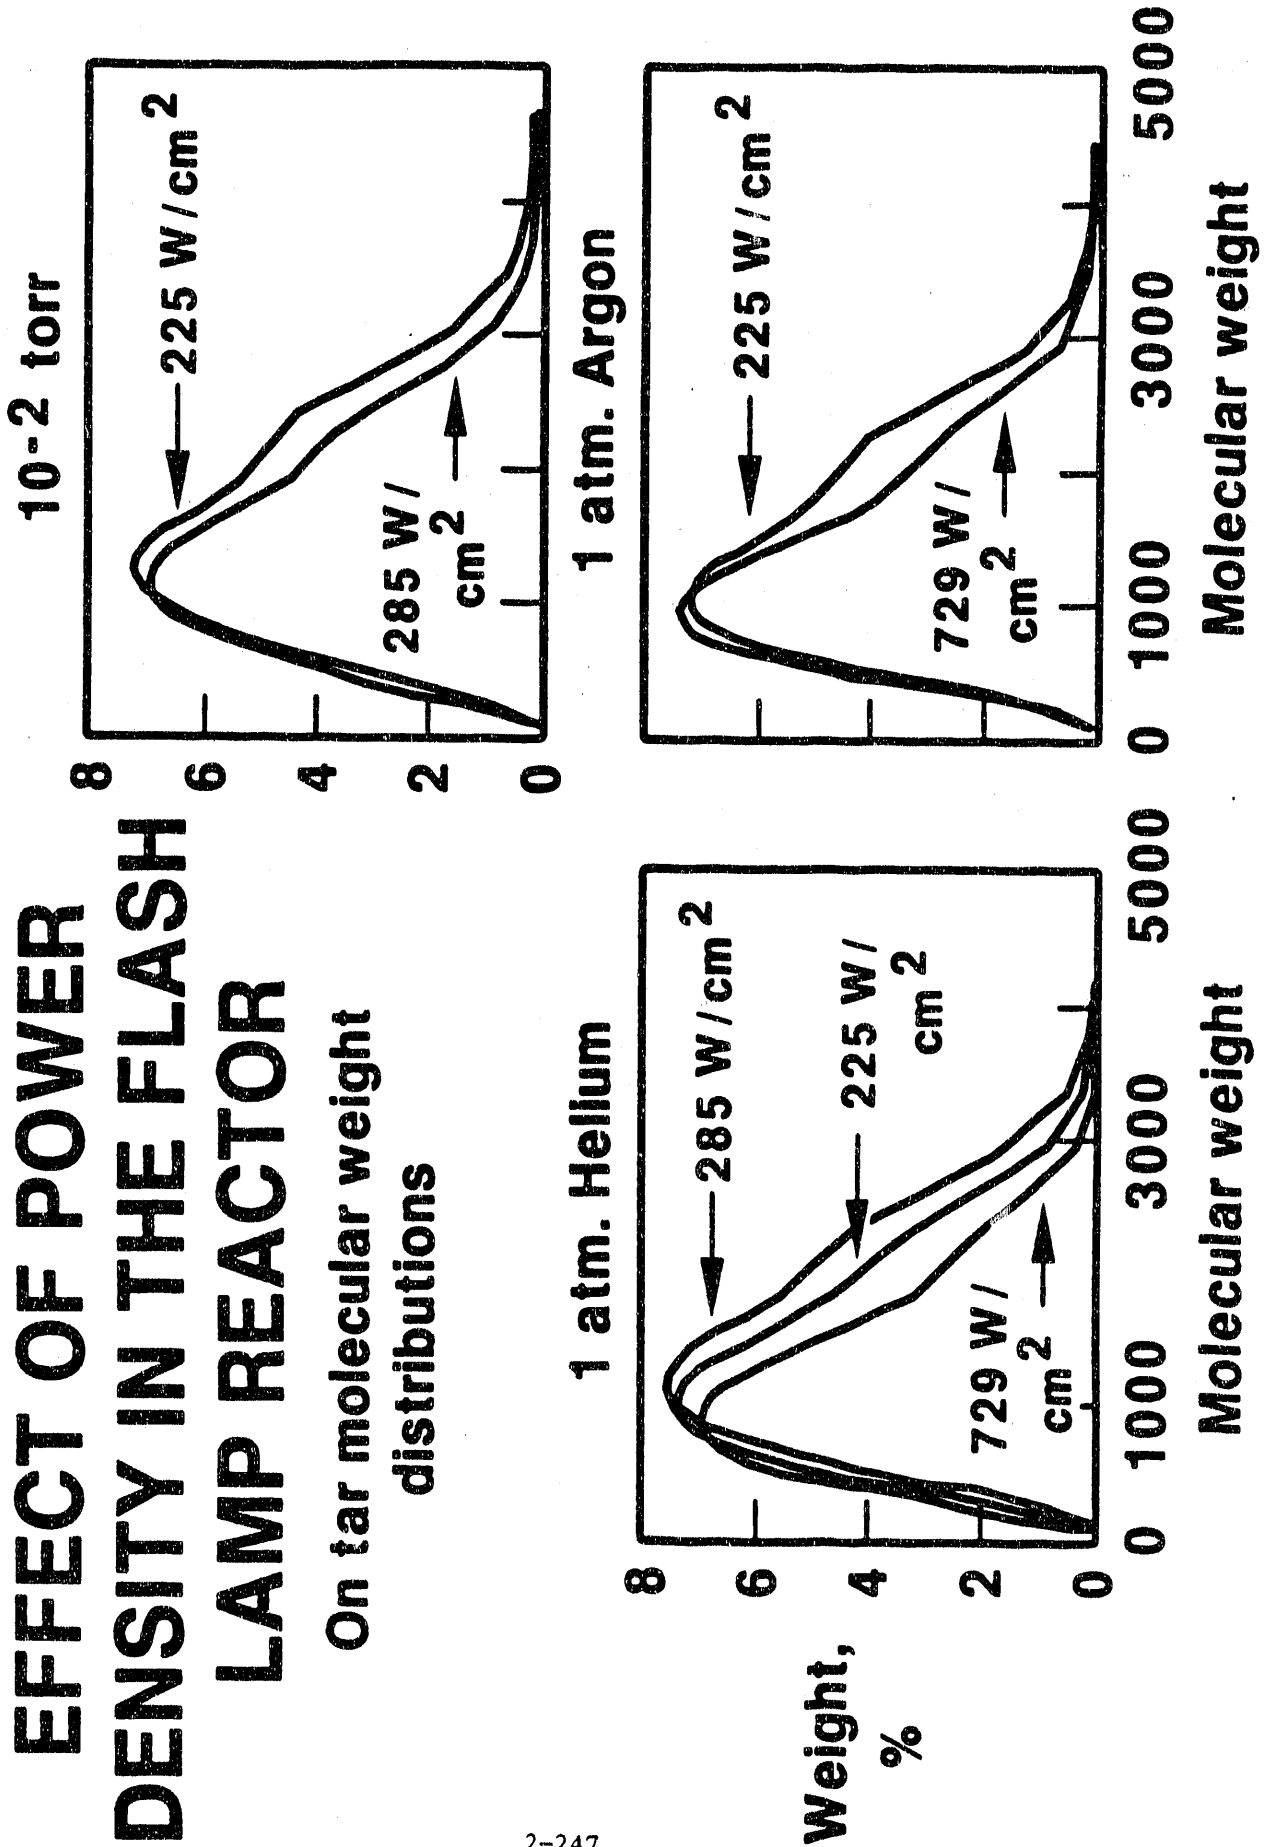 EFFECT OF POWER
DENSITY IN THE FLASH
LAMP REACTOR
On tar molecular weight
distributions
10-2 torr
8
6
4
2
0
225 W/cm2
285 W/
cm2
1 atm. Helium
Weight,
%
8
6
4
2
0
285 W/cm2
225 W/
cm2
729 W/
cm2
0 1000 3000 5000
Molecular weight
1 atm. Argon
225 W/cm2
729 W/
cm2
0 1000 3000 5000
Molecular weight
2-247